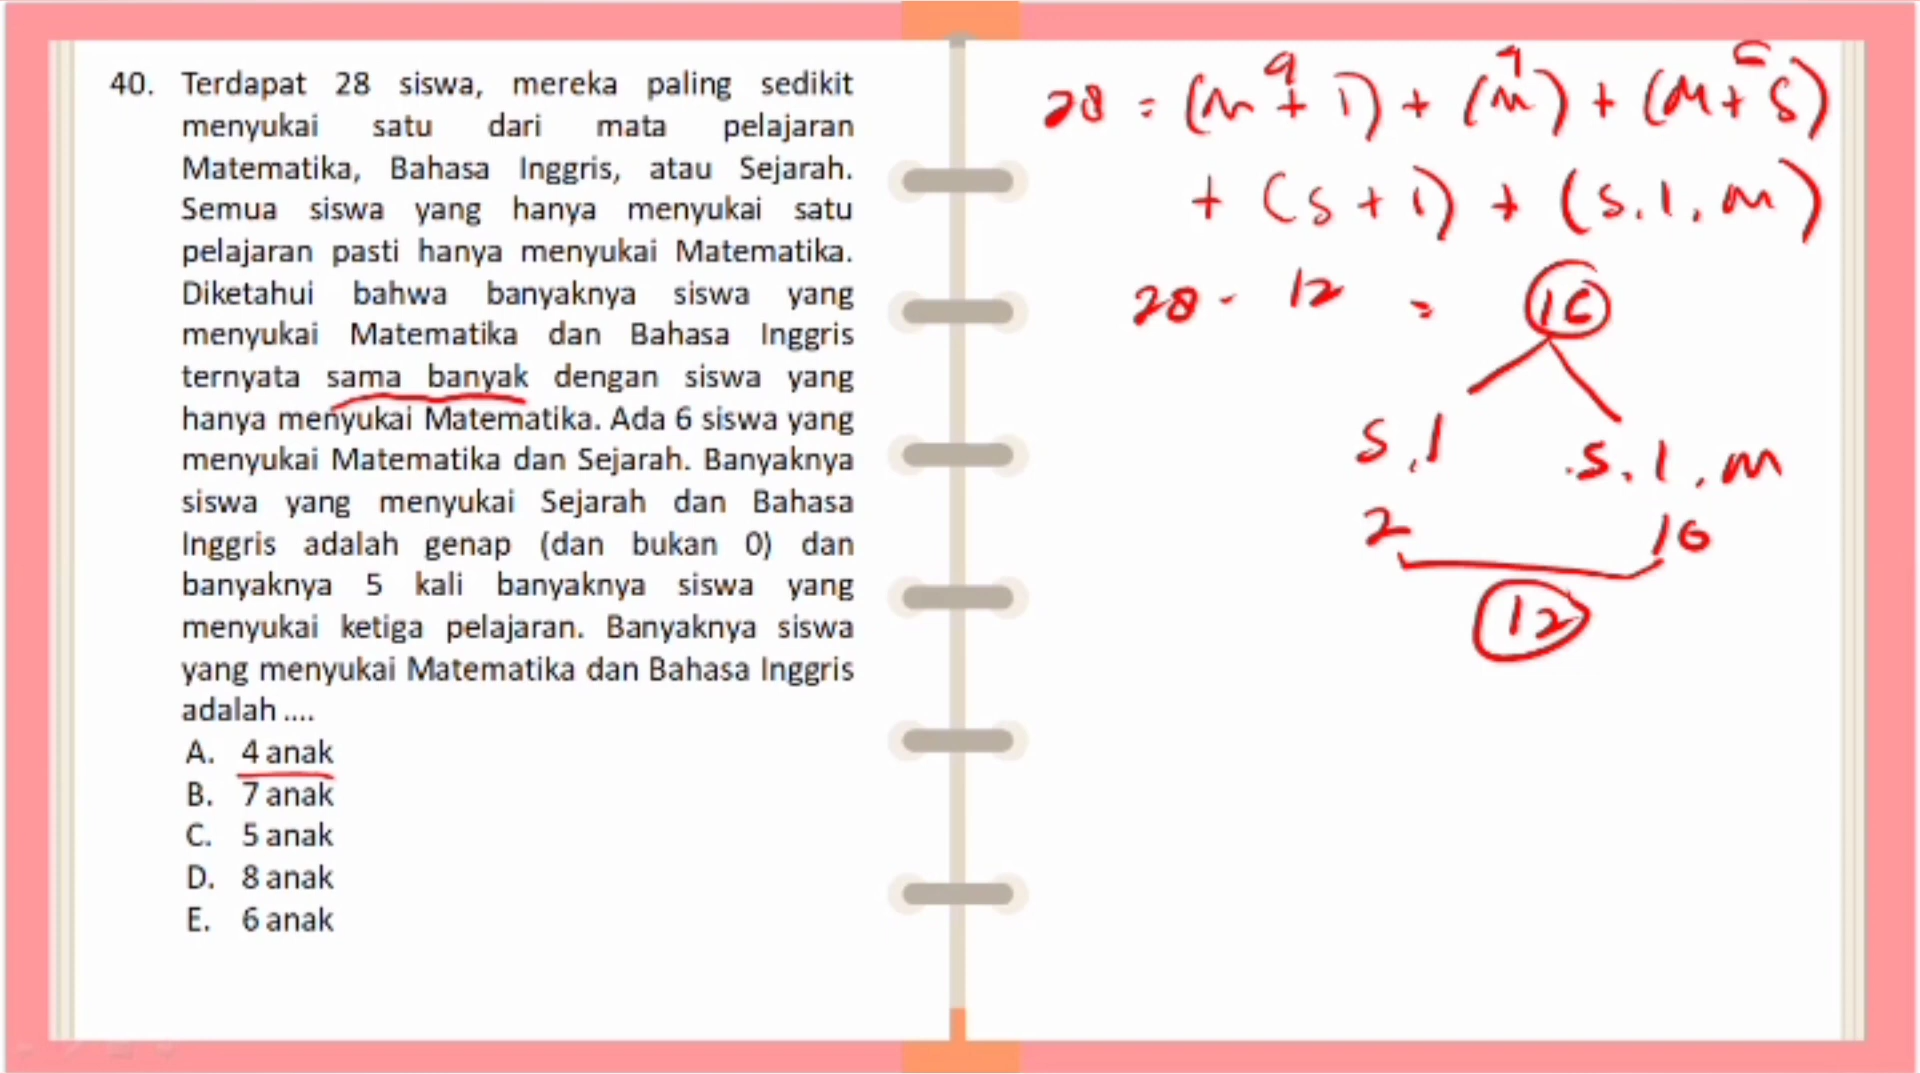 40. Terdapat 28 siswa, mereka paling sedikit
menyukai satu dari mata pelajaran
Matematika, Bahasa Inggris, atau Sejarah.
Semua siswa yang hanya menyukai satu
pelajaran pasti hanya menyukai Matematika.
Diketahui bahwa banyaknya siswa yang
menyukai Matematika dan Bahasa Inggris
ternyata sama banyak dengan siswa yang
hanya menyukai Matematika. Ada 6 siswa yang
menyukai Matematika dan Sejarah. Banyaknya
siswa yang menyukai Sejarah dan Bahasa
Inggris adalah genap (dan bukan 0) dan
banyaknya 5 kali banyaknya siswa yang
menyukai ketiga pelajaran. Banyaknya siswa
yang menyukai Matematika dan Bahasa Inggris
adalah ....
A. 4 anak
B. 7 anak
C. 5 anak
D. 8 anak
E. 6 anak
28 = (m + 1) + (m) + (M + S)
+ (s + 1) + (s.1.m)
28 - 12 = 16
s.1 s.1.m
2 10
12